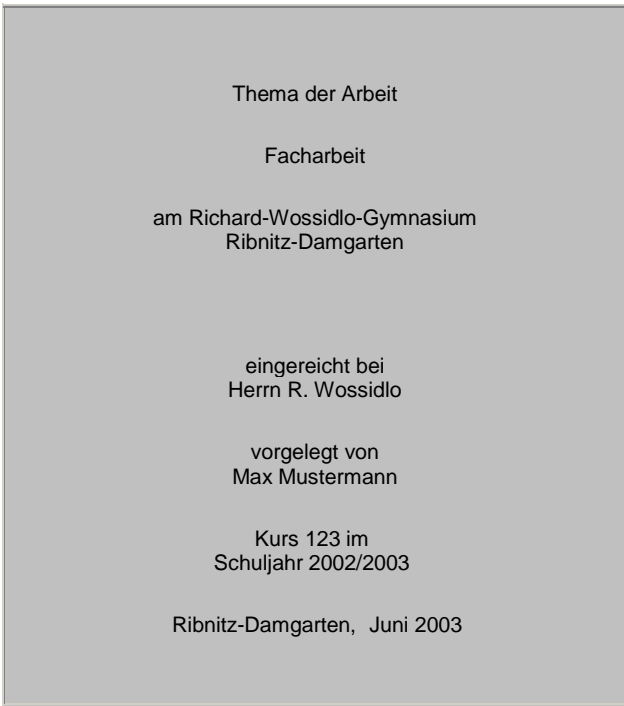 Thema der Arbeit
Facharbeit
am Richard-Wossidlo-Gymnasium
Ribnitz-Damgarten
eingereicht bei
Herrn R. Wossidlo
vorgelegt von
Max Mustermann
Kurs 123 im
Schuljahr 2002/2003
Ribnitz-Damgarten,  Juni 2003